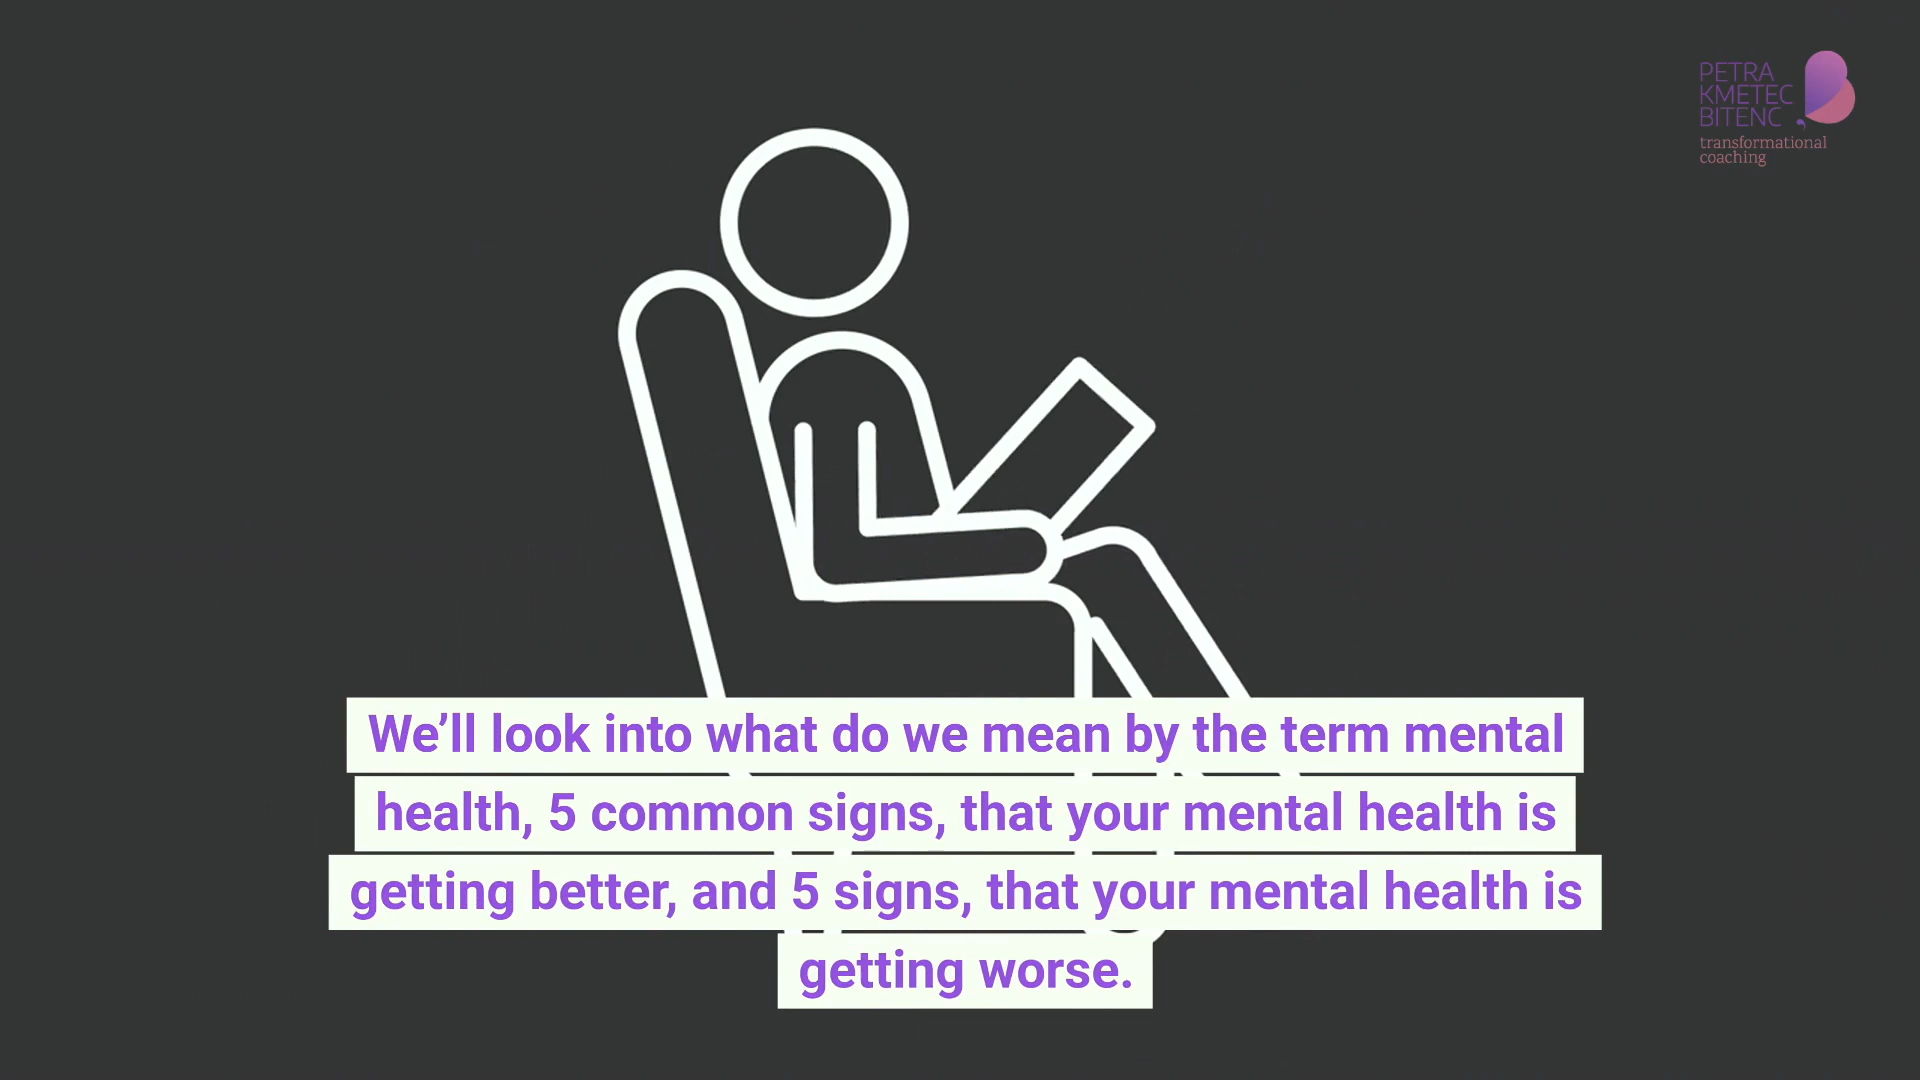 PETRA
KMETEC
BITENC
transformational
coaching
We’ll look into what do we mean by the term mental
health, 5 common signs, that your mental health is
getting better, and 5 signs, that your mental health is
getting worse.